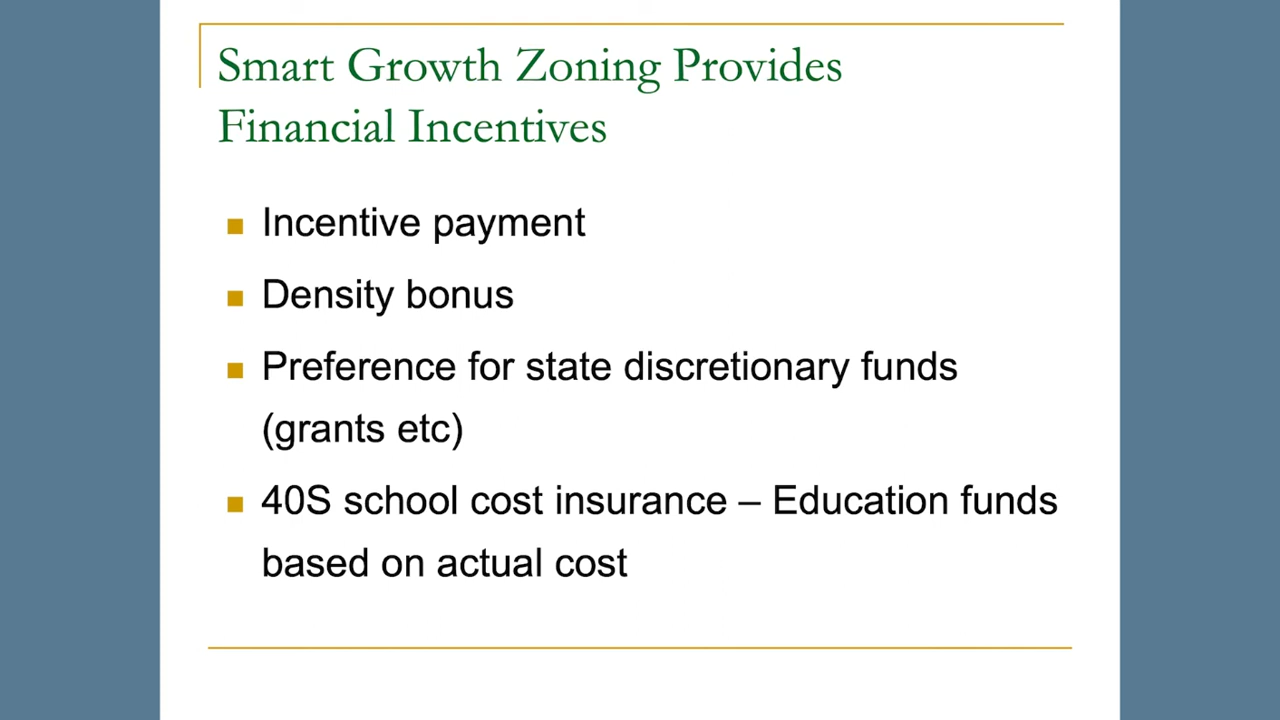 Smart Growth Zoning Provides
Financial Incentives
Incentive payment
Density bonus
Preference for state discretionary funds
(grants etc)
40S school cost insurance – Education funds
based on actual cost